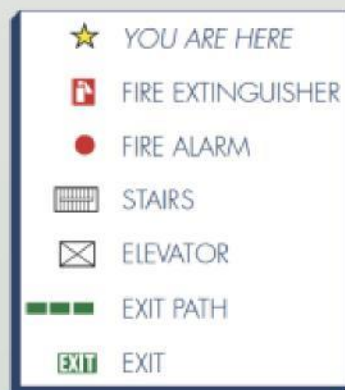 YOU ARE HERE
FIRE EXTINGUISHER
FIRE ALARM
STAIRS
ELEVATOR
EXIT PATH
EXIT EXIT